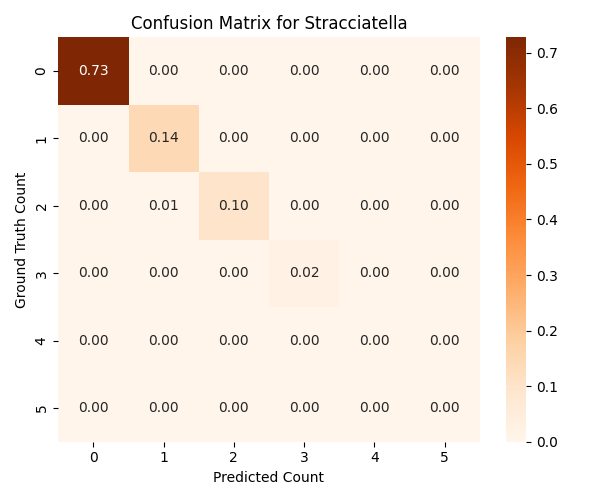 Confusion Matrix for Stracciatella
0 0.73 0.00 0.00 0.00 0.00 0.00
1 0.00 0.14 0.00 0.00 0.00 0.00
2 0.00 0.01 0.10 0.00 0.00 0.00
3 0.00 0.00 0.00 0.02 0.00 0.00
4 0.00 0.00 0.00 0.00 0.00 0.00
5 0.00 0.00 0.00 0.00 0.00 0.00
0 1 2 3 4 5
Ground Truth Count
Predicted Count
0.7
0.6
0.5
0.4
0.3
0.2
0.1
0.0